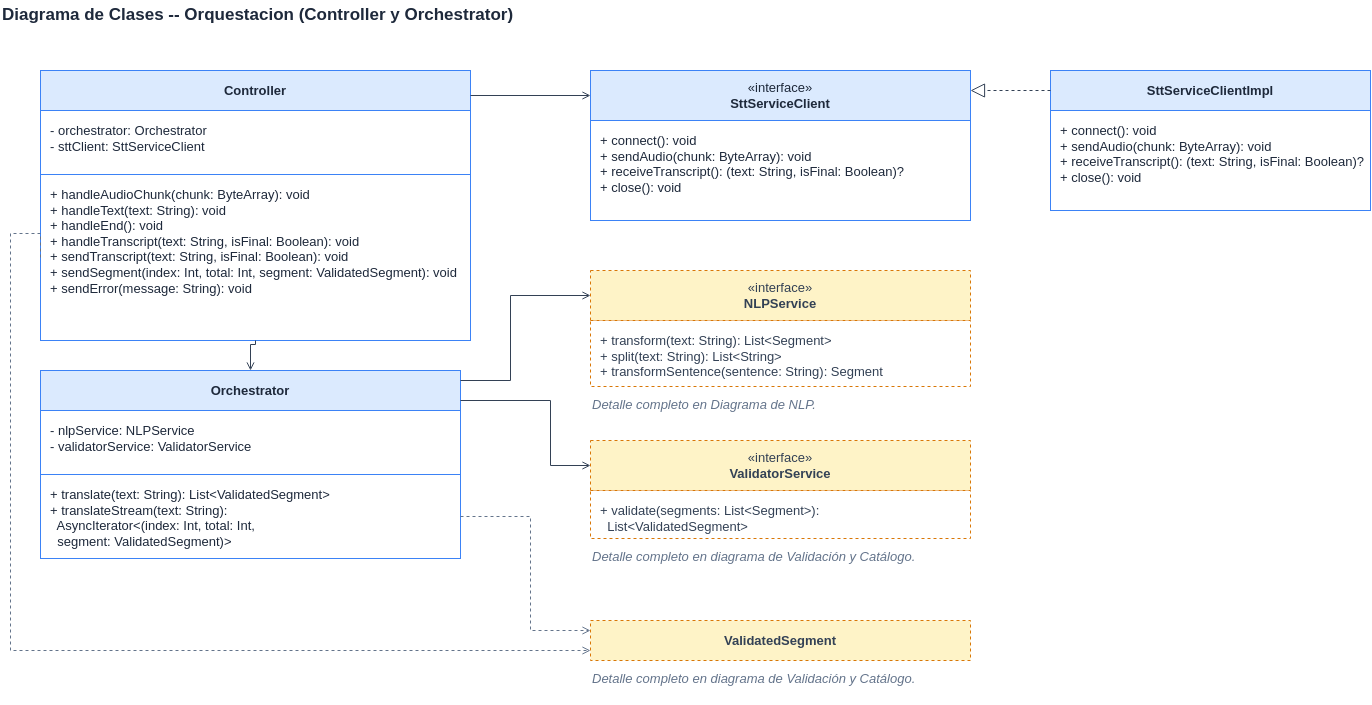 Diagrama de Clases -- Orquestacion (Controller y Orchestrator)
Controller
- orchestrator: Orchestrator
- sttClient: SttServiceClient
+ handleAudioChunk(chunk: ByteArray): void
+ handleText(text: String): void
+ handleEnd(): void
+ handleTranscript(text: String, isFinal: Boolean): void
+ sendTranscript(text: String, isFinal: Boolean): void
+ sendSegment(index: Int, total: Int, segment: ValidatedSegment): void
+ sendError(message: String): void
«interface»
SttServiceClient
+ connect(): void
+ sendAudio(chunk: ByteArray): void
+ receiveTranscript(): (text: String, isFinal: Boolean)?
+ close(): void
SttServiceClientImpl
+ connect(): void
+ sendAudio(chunk: ByteArray): void
+ receiveTranscript(): (text: String, isFinal: Boolean)?
+ close(): void
«interface»
NLPService
+ transform(text: String): List<Segment>
+ split(text: String): List<String>
+ transformSentence(sentence: String): Segment
Detalle completo en Diagrama de NLP.
Orchestrator
- nlpService: NLPService
- validatorService: ValidatorService
+ translate(text: String): List<ValidatedSegment>
+ translateStream(text: String):
AsyncIterator<(index: Int, total: Int,
segment: ValidatedSegment)>
«interface»
ValidatorService
+ validate(segments: List<Segment>):
List<ValidatedSegment>
Detalle completo en diagrama de Validación y Catálogo.
ValidatedSegment
Detalle completo en diagrama de Validación y Catálogo.